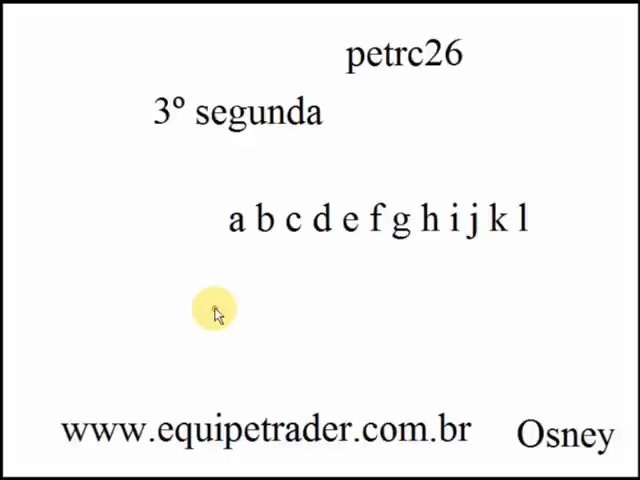 petrc26
3º segunda
a b c d e f g h i j k l
www.equipetrader.com.br
Osney